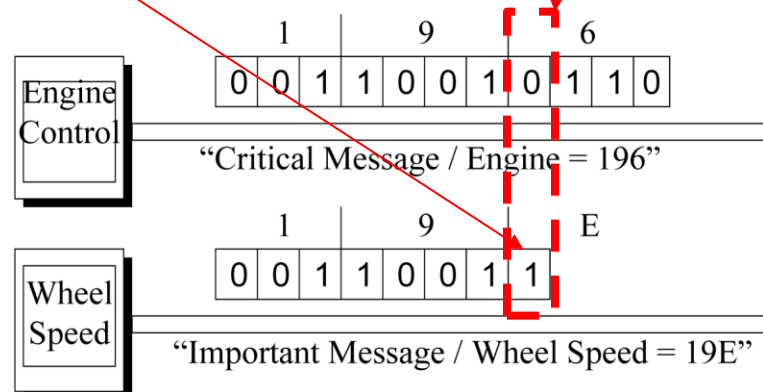 1 9 6
0 0 1 1 0 0 1 0 1 1 0
Engine
Control
“Critical Message / Engine = 196”
1 9 E
0 0 1 1 0 0 1 1
Wheel
Speed
“Important Message / Wheel Speed = 19E”